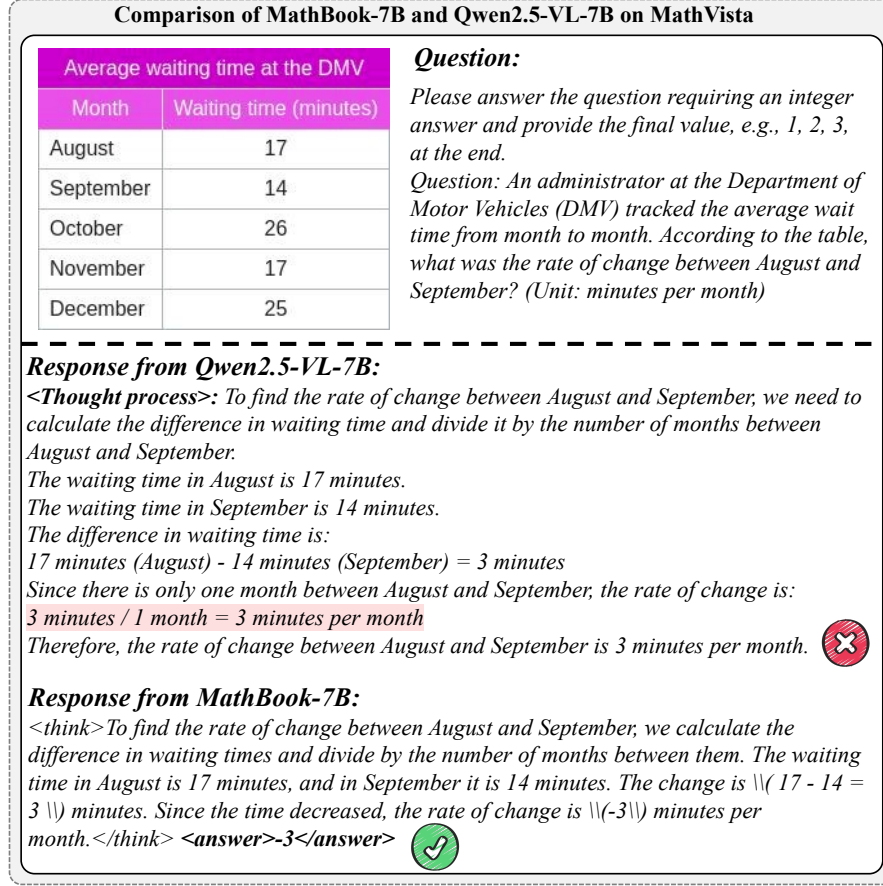 Comparison of MathBook-7B and Qwen2.5-VL-7B on MathVista
Average waiting time at the DMV
Month Waiting time (minutes)
August 17
September 14
October 26
November 17
December 25
Question:
Please answer the question requiring an integer
answer and provide the final value, e.g., 1, 2, 3,
at the end.
Question: An administrator at the Department of
Motor Vehicles (DMV) tracked the average wait
time from month to month. According to the table,
what was the rate of change between August and
September? (Unit: minutes per month)
Response from Qwen2.5-VL-7B:
<Thought process>: To find the rate of change between August and September, we need to
calculate the difference in waiting time and divide it by the number of months between
August and September.
The waiting time in August is 17 minutes.
The waiting time in September is 14 minutes.
The difference in waiting time is:
17 minutes (August) - 14 minutes (September) = 3 minutes
Since there is only one month between August and September, the rate of change is:
3 minutes / 1 month = 3 minutes per month
Therefore, the rate of change between August and September is 3 minutes per month.
Response from MathBook-7B:
<think>To find the rate of change between August and September, we calculate the
difference in waiting times and divide by the number of months between them. The waiting
time in August is 17 minutes, and in September it is 14 minutes. The change is \\( 17 - 14 =
3 \\) minutes. Since the time decreased, the rate of change is \\(-3\\) minutes per
month.</think> <answer>-3</answer>